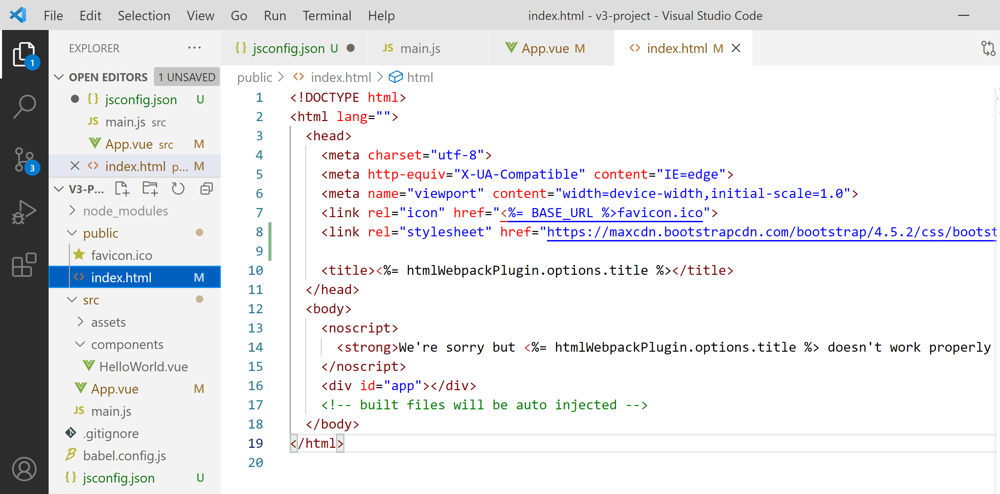 File Edit Selection View Go Run Terminal Help index.html - v3-project - Visual Studio Code
EXPLORER
1
OPEN EDITORS 1 UNSAVED
jsconfig.json U
main.js src
App.vue src M
index.html p... M
3
V3-P...
node_modules
public
favicon.ico
index.html M
src
assets
components
HelloWorld.vue
App.vue M
JS main.js
.gitignore
babel.config.js
{} jsconfig.json U
{} jsconfig.json U
JS main.js
App.vue M
<> index.html M
public > <> index.html > html
1 <!DOCTYPE html>
2 <html lang="">
3 <head>
4 <meta charset="utf-8">
5 <meta http-equiv="X-UA-Compatible" content="IE=edge">
6 <meta name="viewport" content="width=device-width,initial-scale=1.0">
7 <link rel="icon" href="<%= BASE_URL %>favicon.ico">
8 <link rel="stylesheet" href="https://maxcdn.bootstrapcdn.com/bootstrap/4.5.2/css/bootst
9
10 <title><%= htmlWebpackPlugin.options.title %></title>
11 </head>
12 <body>
13 <noscript>
14 <strong>We're sorry but <%= htmlWebpackPlugin.options.title %> doesn't work properly
15 </noscript>
16 <div id="app"></div>
17 <!-- built files will be auto injected -->
18 </body>
19 </html>
20